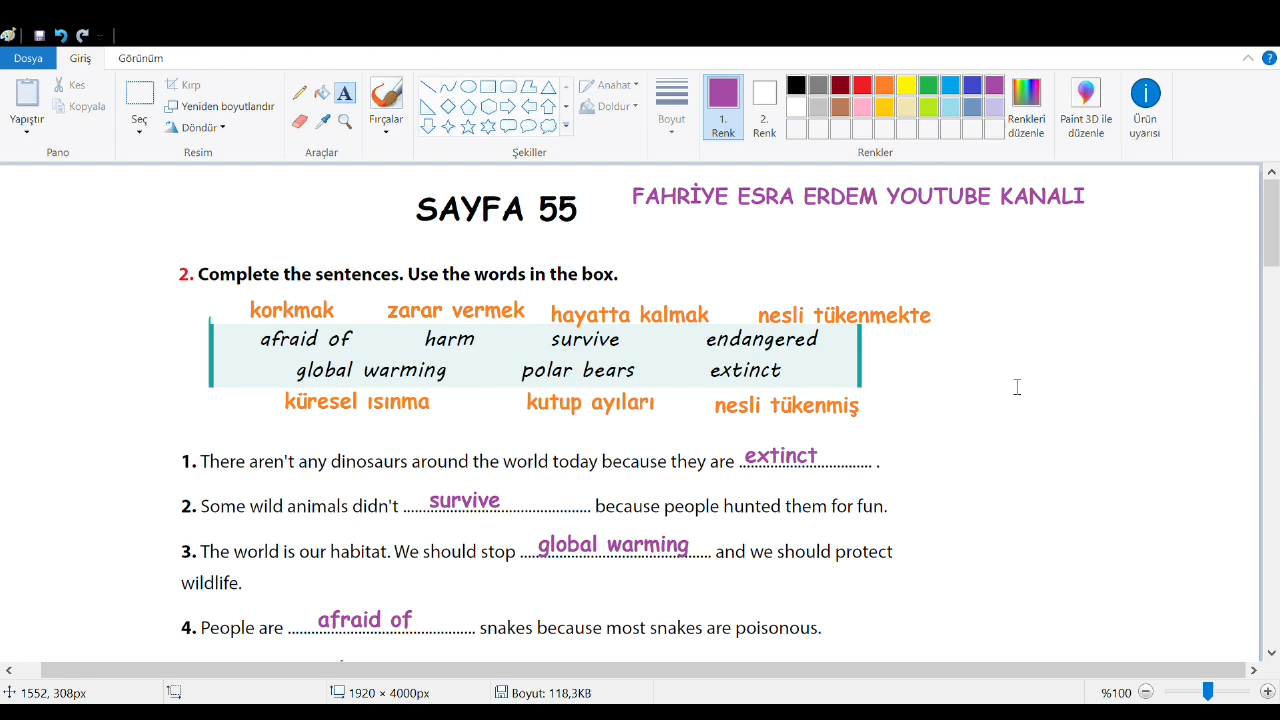 Dosya Giriş Görünüm
Yapıştır
Kes
Kopyala
Pano
Seç
Kırp
Yeniden boyutlandır
Döndür
Resim
A
Araçlar
Fırçalar
Şekiller
Anahat
Doldur
Boyut
1. Renk
2. Renk
Renkler
Renkleri düzenle
Paint 3D ile düzenle
Ürün uyarısı
SAYFA 55
FAHRİYE ESRA ERDEM YOUTUBE KANALI
2. Complete the sentences. Use the words in the box.
korkmak zarar vermek hayatta kalmak nesli tükenmekte
afraid of harm survive endangered
global warming polar bears extinct
küresel ısınma kutup ayıları nesli tükenmiş
1. There aren't any dinosaurs around the world today because they are extinct .
2. Some wild animals didn't survive because people hunted them for fun.
3. The world is our habitat. We should stop global warming and we should protect
wildlife.
4. People are afraid of snakes because most snakes are poisonous.
1552, 308px 1920 × 4000px Boyut: 118,3KB %100